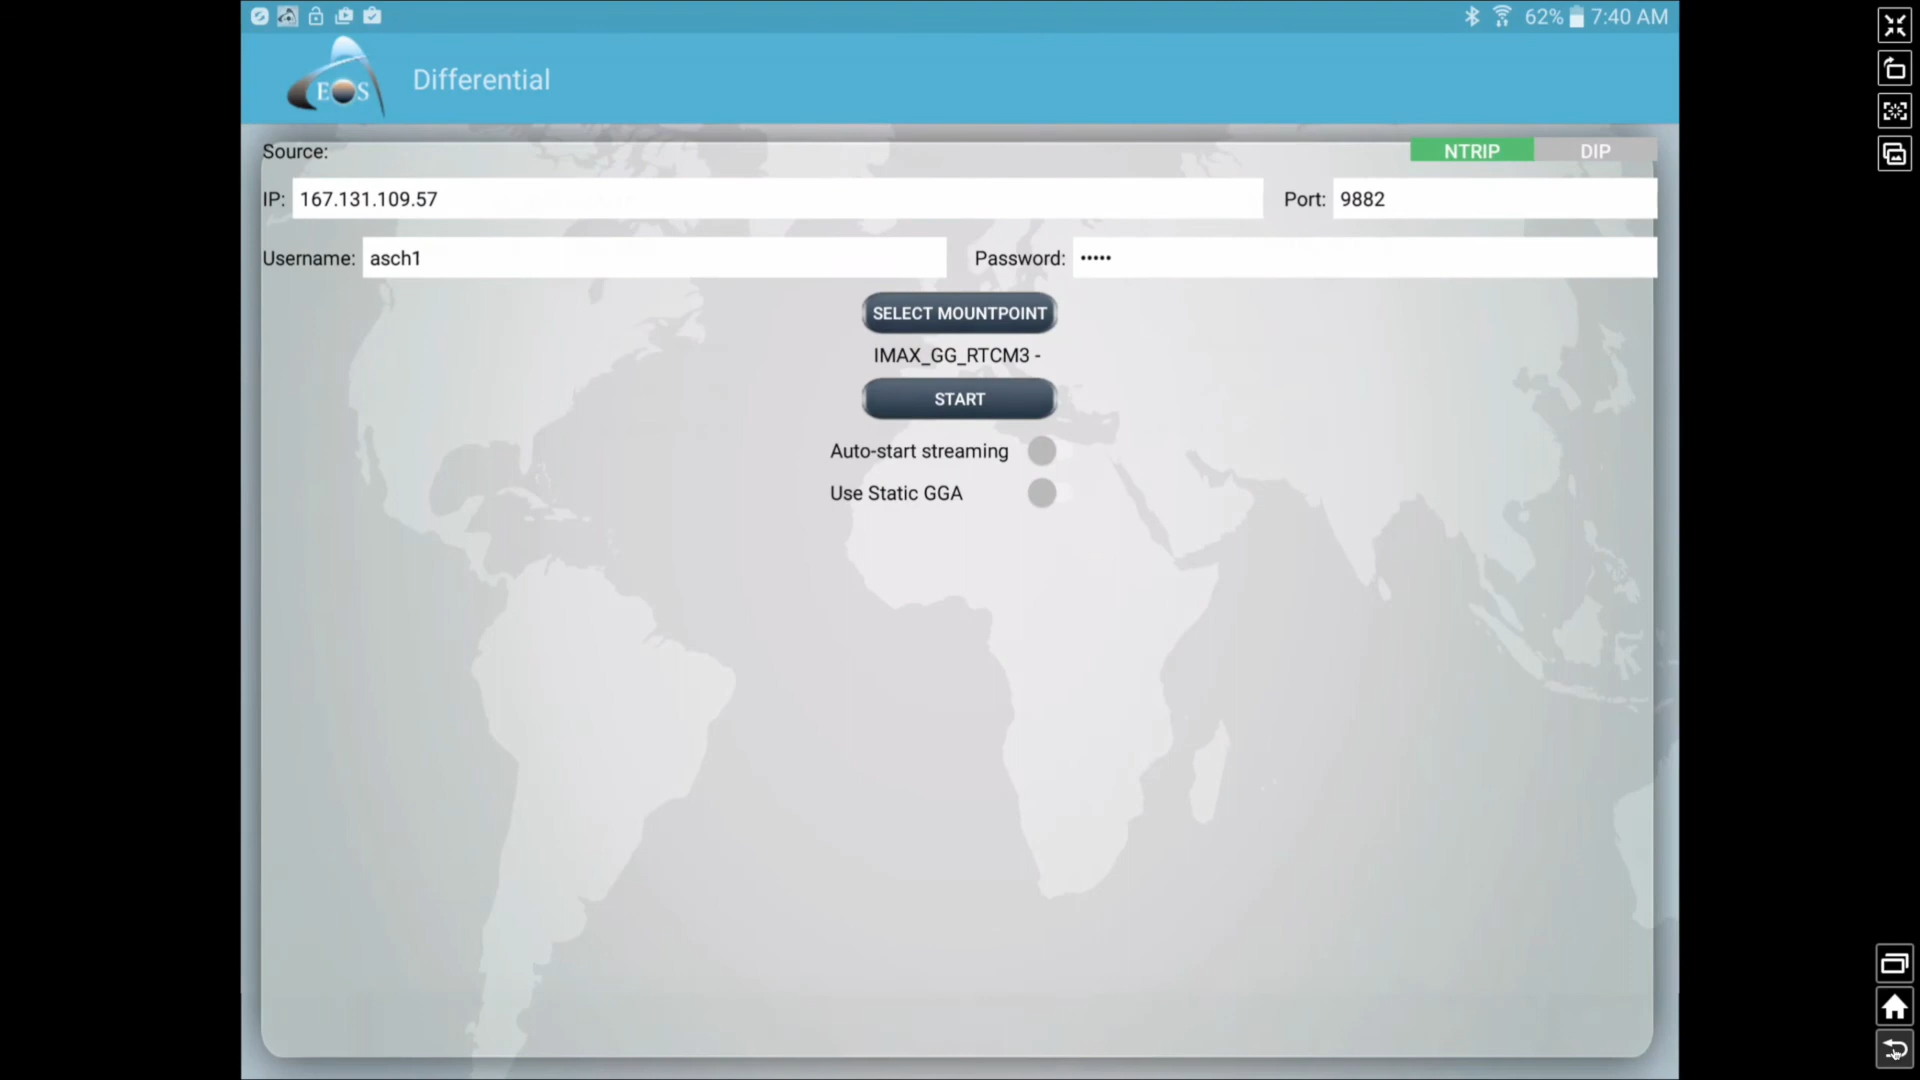 62% 7:40 AM
EOS Differential
Source: NTRIP DIP
IP: 167.131.109.57 Port: 9882
Username: asch1 Password: •••••
SELECT MOUNTPOINT
IMAX_GG_RTCM3 -
START
Auto-start streaming
Use Static GGA